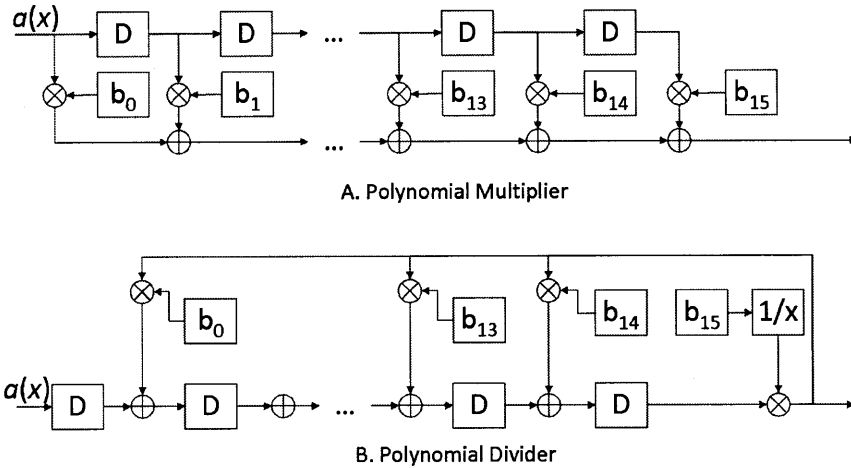 a(x) D D ... D D
b₀ b₁ b₁₃ b₁₄ b₁₅
...
A. Polynomial Multiplier
b₀ b₁₃ b₁₄ b₁₅ 1/x
a(x) D D ... D D
B. Polynomial Divider